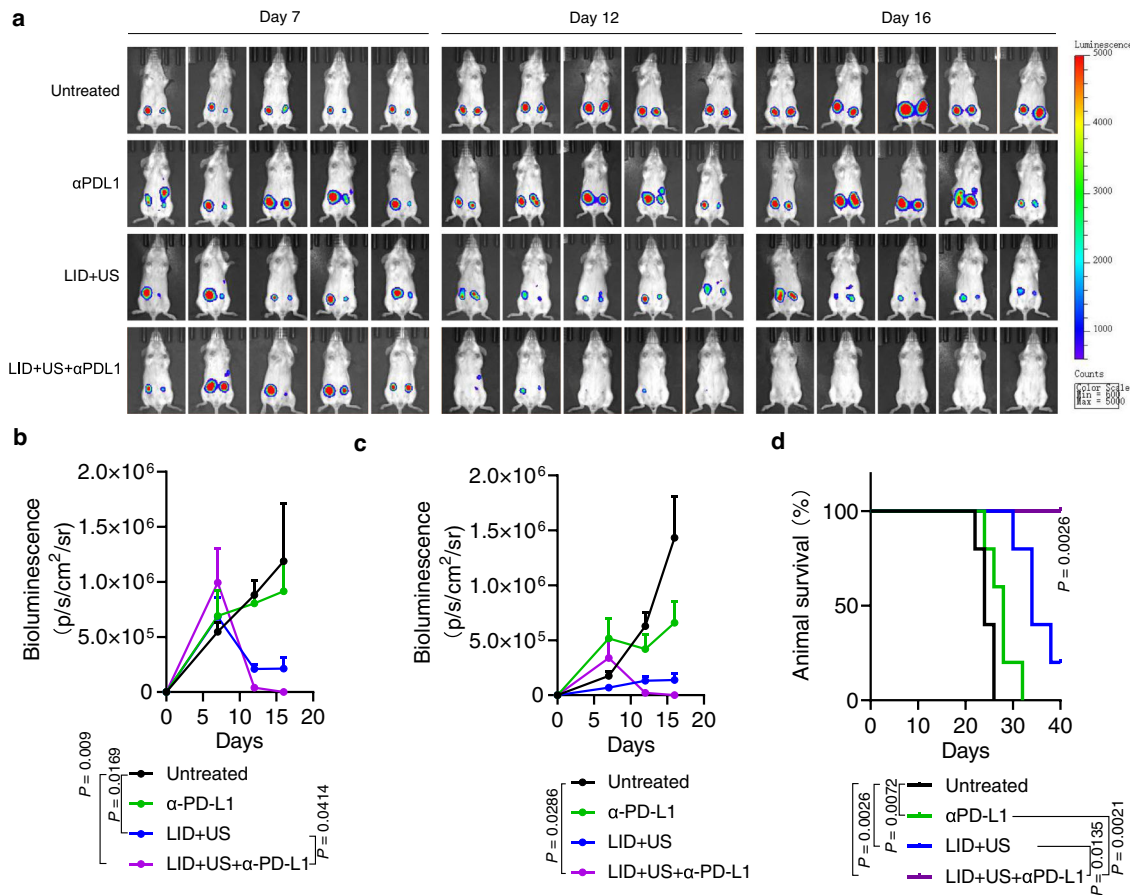 a
Day 7
Day 12
Day 16
Untreated
αPDL1
LID+US
LID+US+αPDL1
Luminescence
5000
4000
3000
2000
1000
Counts
Color Scale
Min = 600
Max = 5000
b
Bioluminescence
(p/s/cm²/sr)
2.0×10⁶
1.5×10⁶
1.0×10⁶
5.0×10⁵
0
0 5 10 15 20
Days
P = 0.009
P = 0.0169
Untreated
α-PD-L1
LID+US
LID+US+α-PD-L1
P = 0.0414
c
Bioluminescence
(p/s/cm²/sr)
2.0×10⁶
1.5×10⁶
1.0×10⁶
5.0×10⁵
0
0 5 10 15 20
Days
P = 0.0286
Untreated
α-PD-L1
LID+US
LID+US+α-PD-L1
d
Animal survival (%)
100
50
0
0 10 20 30 40
Days
P = 0.0026
P = 0.0026
P = 0.0072
Untreated
αPD-L1
LID+US
LID+US+αPD-L1
P = 0.0135
P = 0.0021